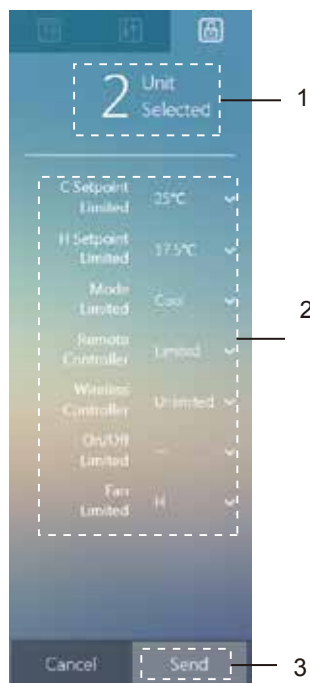 2 Unit
Selected
1
C Setpoint
Limited
25°C
H Setpoint
Limited
17.5°C
Mode
Limited
Cool
2
Remote
Controller
Limited
Wireless
Controller
Unlimited
On/Off
Limited
--
Fan
Limited
H
Cancel
Send
3